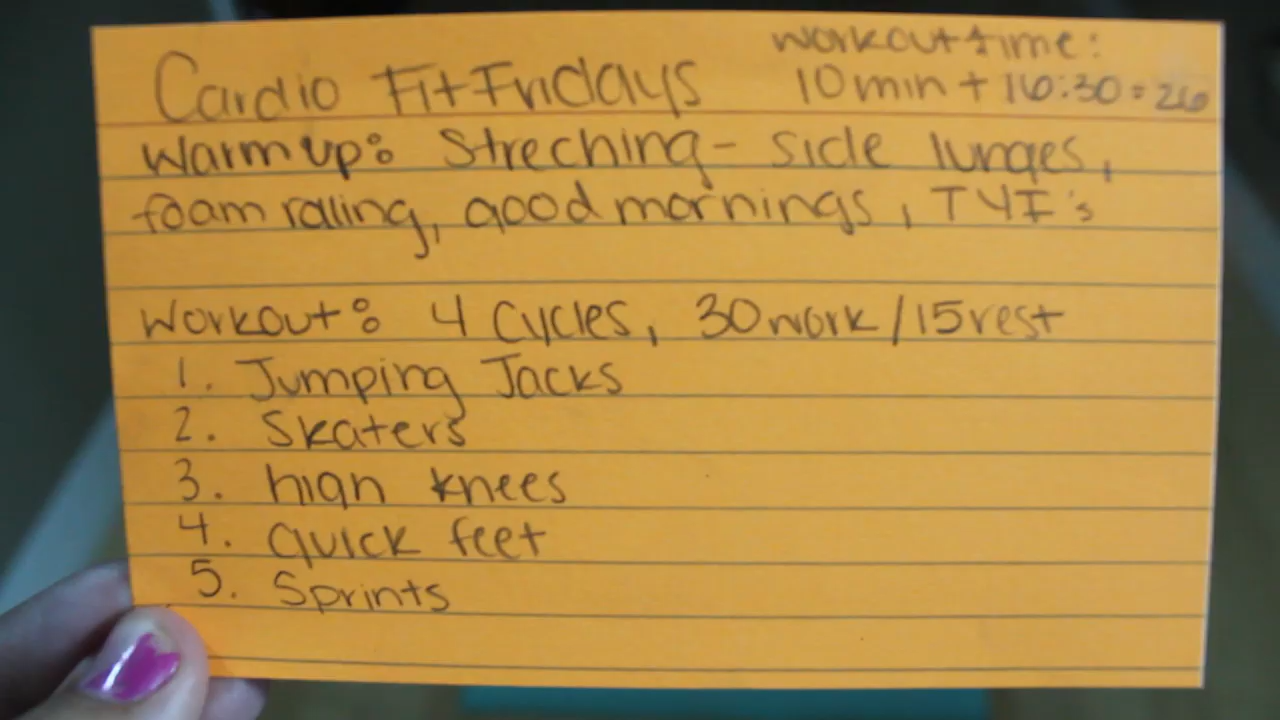 Cardio FitFridays
workout time:
10 min + 16:30 = 26
Warm up: Streching - side lunges,
foam rolling, good mornings, TYI's
Workout: 4 Cycles, 30 work / 15 rest
1. Jumping Jacks
2. Skaters
3. high knees
4. quick feet
5. Sprints